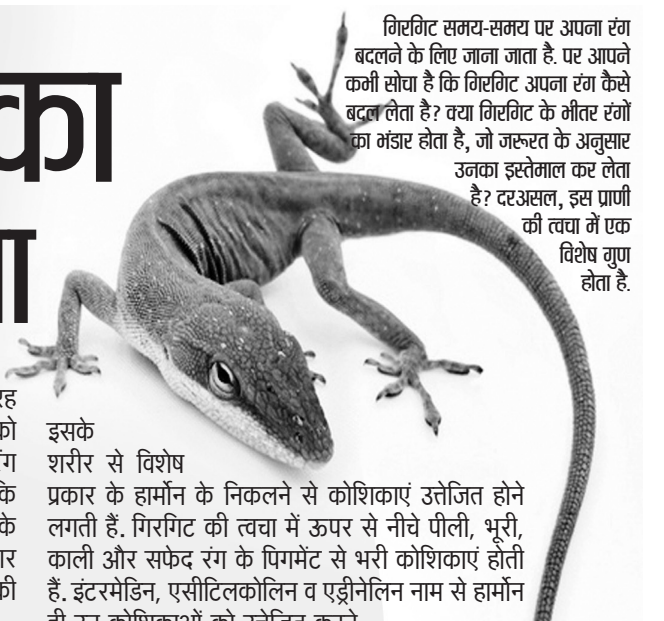 गिरगिट समय-समय पर अपना रंग
बदलने के लिए जाना जाता है. पर आपने
कभी सोचा है कि गिरगिट अपना रंग कैसे
बदल लेता है? क्या गिरगिट के भीतर रंगों
का भंडार होता है, जो जरूरत के अनुसार
उनका इस्तेमाल कर लेता
है? दरअसल, इस प्राणी
की त्वचा में एक
विशेष गुण
होता है.
का
को
के
की
इसके
शरीर से विशेष
प्रकार के हार्मोन के निकलने से कोशिकाएं उत्तेजित होने
लगती हैं. गिरगिट की त्वचा में ऊपर से नीचे पीली, भूरी,
काली और सफेद रंग के पिगमेंट से भरी कोशिकाएं होती
हैं. इंटरमेडिन, एसीटिलकोलिन व एड्रीनेलिन नाम से हार्मोन